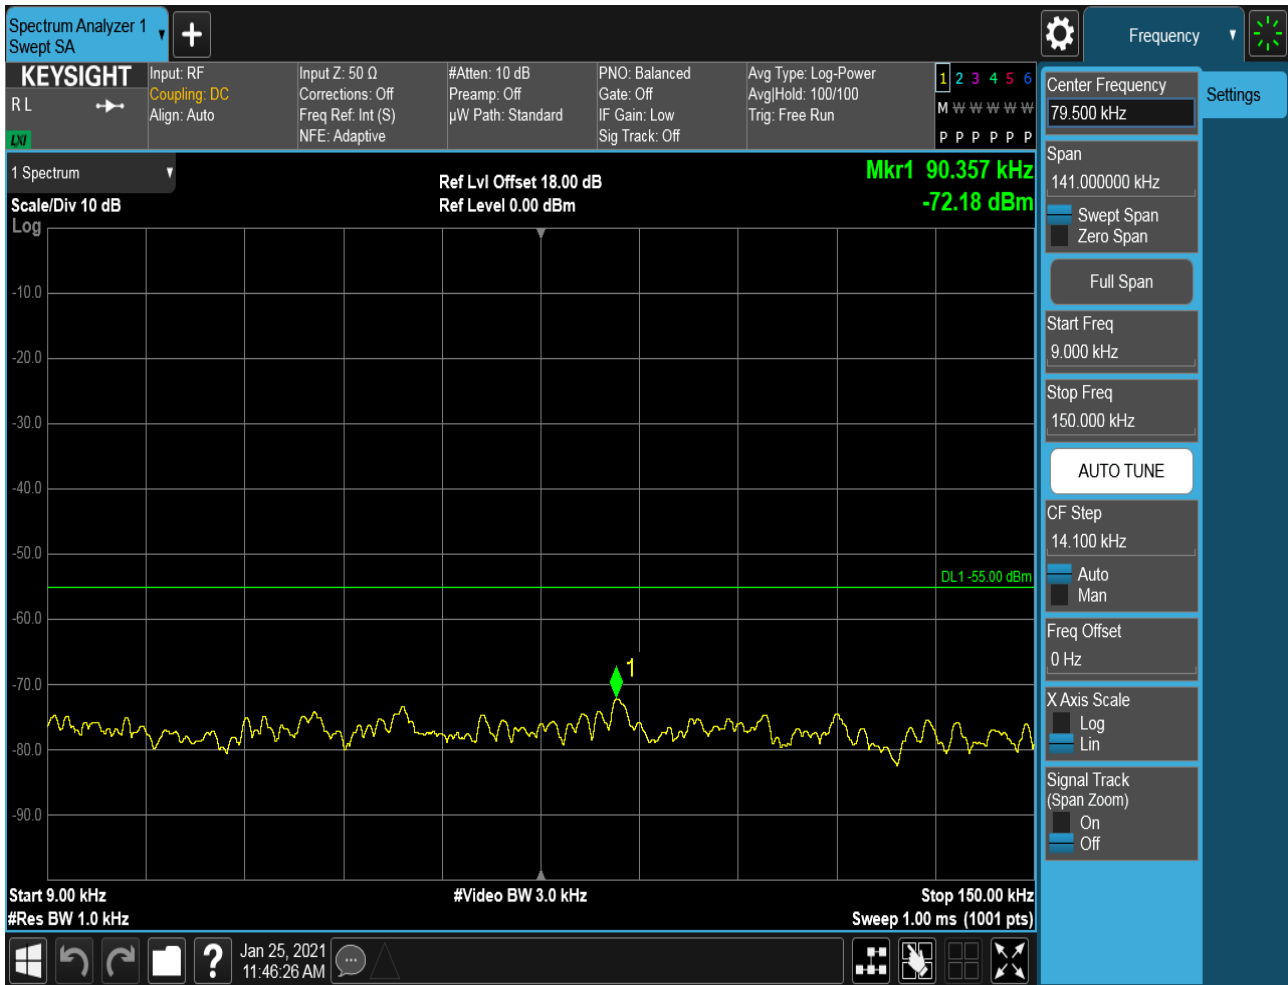 Spectrum Analyzer 1
Swept SA
Frequency
KEYSIGHT
R L
LXI
Input: RF
Coupling: DC
Align: Auto
Input Z: 50 Ω
Corrections: Off
Freq Ref: Int (S)
NFE: Adaptive
#Atten: 10 dB
Preamp: Off
µW Path: Standard
PNO: Balanced
Gate: Off
IF Gain: Low
Sig Track: Off
Avg Type: Log-Power
Avg|Hold: 100/100
Trig: Free Run
1 2 3 4 5 6
M W W W W W
P P P P P P
Center Frequency
79.500 kHz
Settings
Span
141.000000 kHz
Swept Span
Zero Span
Full Span
Start Freq
9.000 kHz
Stop Freq
150.000 kHz
AUTO TUNE
CF Step
14.100 kHz
Auto
Man
Freq Offset
0 Hz
X Axis Scale
Log
Lin
Signal Track
(Span Zoom)
On
Off
1 Spectrum
Scale/Div 10 dB
Log
Ref Lvl Offset 18.00 dB
Ref Level 0.00 dBm
Mkr1 90.357 kHz
-72.18 dBm
-10.0
-20.0
-30.0
-40.0
-50.0
DL1 -55.00 dBm
-60.0
1
-70.0
-80.0
-90.0
Start 9.00 kHz
#Video BW 3.0 kHz
Stop 150.00 kHz
#Res BW 1.0 kHz
Sweep 1.00 ms (1001 pts)
?
Jan 25, 2021
11:46:26 AM